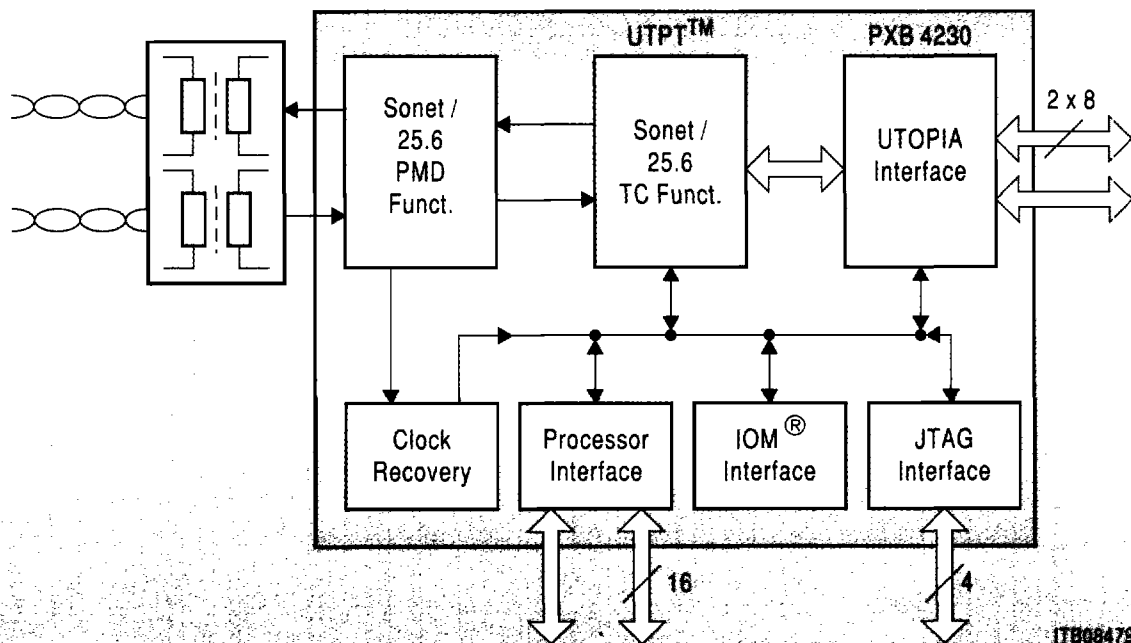 UTPT™
PXB 4230
Sonet /
25.6
PMD
Funct.
Sonet /
25.6
TC Funct.
UTOPIA
Interface
2 x 8
Clock
Recovery
Processor
Interface
IOM®
Interface
JTAG
Interface
16
4